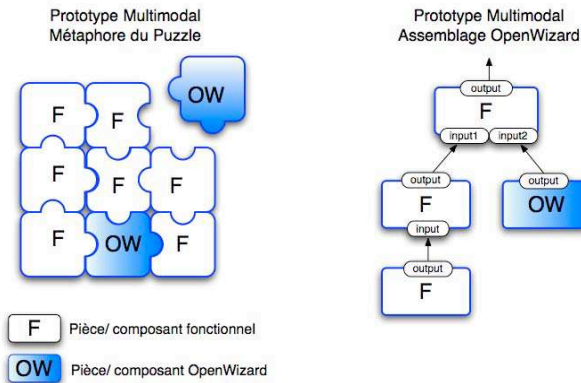 Prototype Multimodal
Métaphore du Puzzle
OW
F
F
F
F
F
F
OW
F
F
Pièce/ composant fonctionnel
OW
Pièce/ composant OpenWizard
Prototype Multimodal
Assemblage OpenWizard
output
F
input1
input2
output
F
input
output
OW
output
F